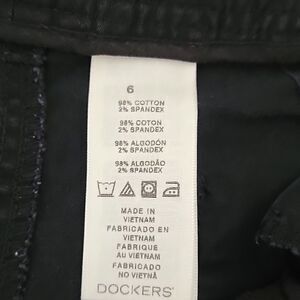 6
98% COTTON
2% SPANDEX
98% COTON
2% SPANDEX
98% ALGODÓN
2% SPANDEX
98% ALGODÃO
2% SPANDEX
MADE IN
VIETNAM
FABRICADO EN
VIETNAM
FABRIQUE
AU VIETNAM
FABRICADO NO
VIETNÃ
DOCKERS®